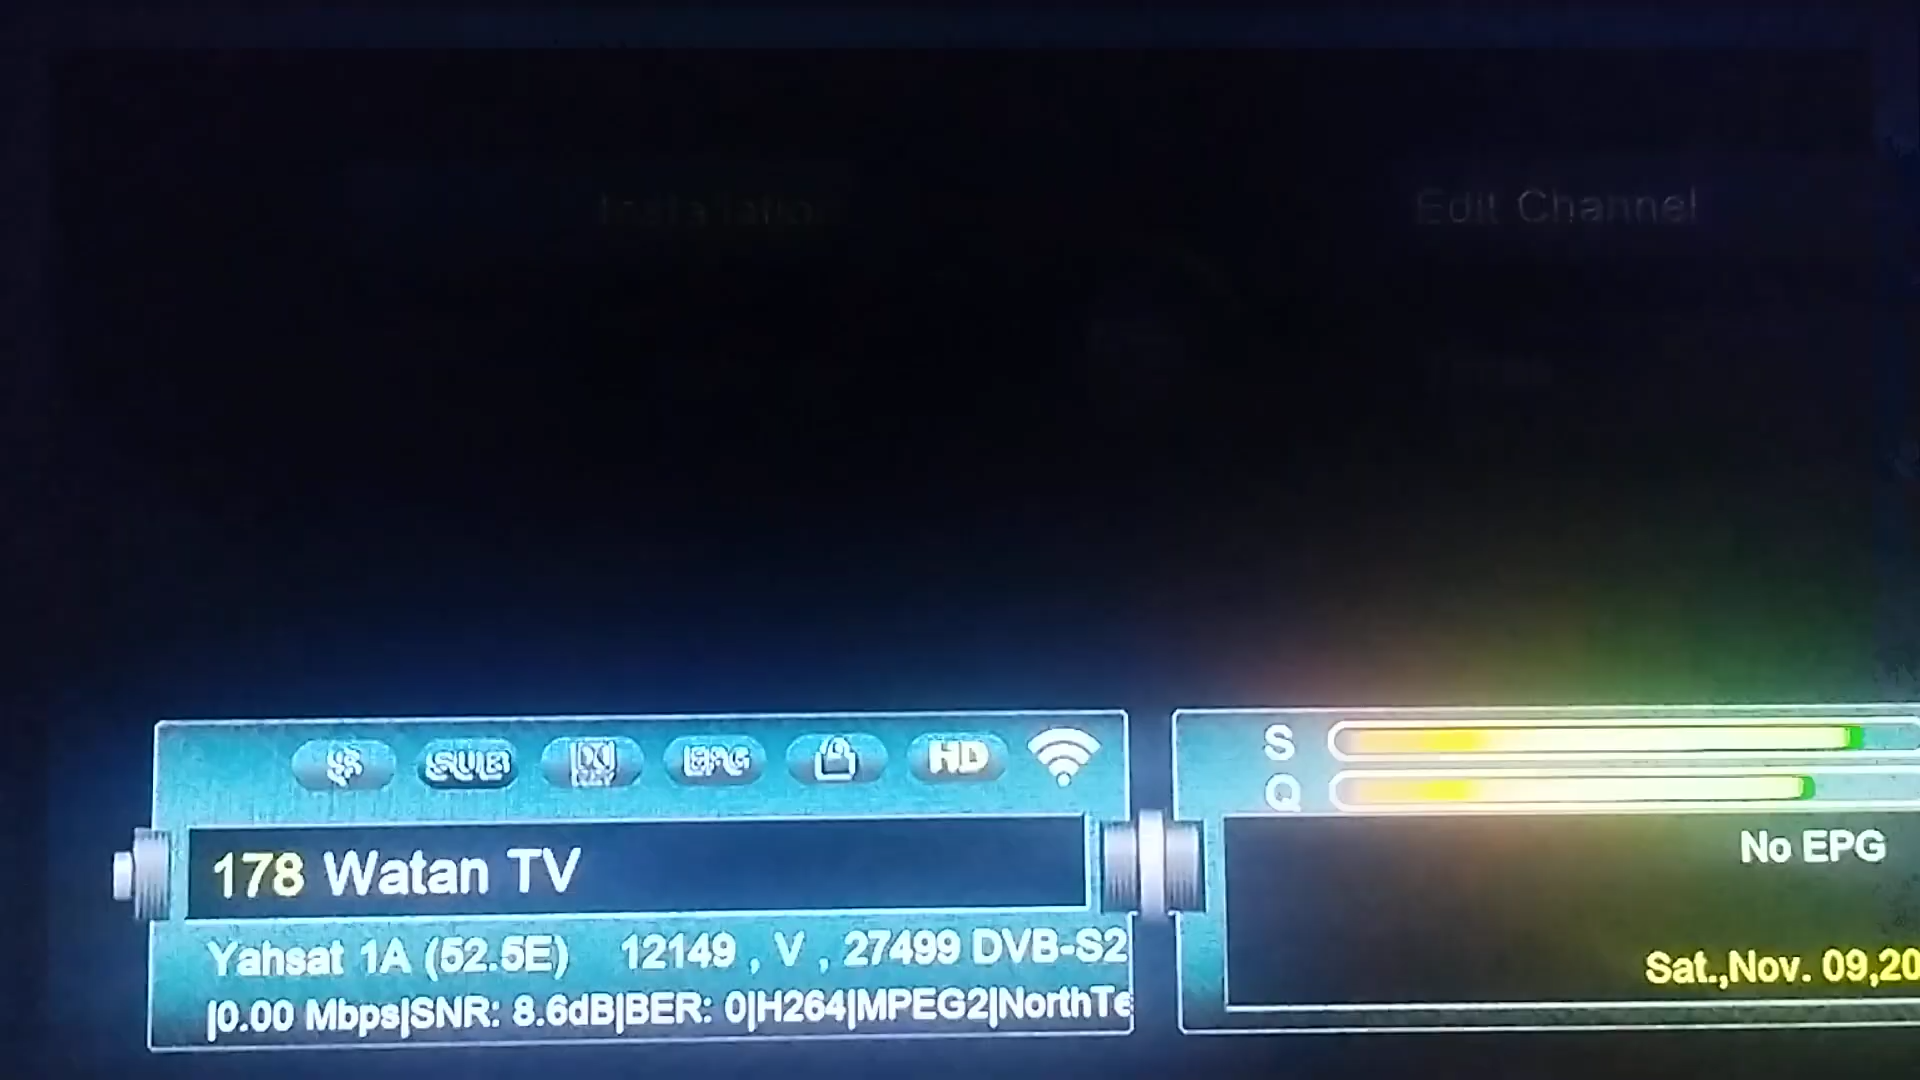 Installation
Edit Channel
SUB
EPG
HD
S
Q
178 Watan TV
No EPG
Yahsat 1A (52.5E) 12149 , V , 27499 DVB-S2
Sat.,Nov. 09,20
|0.00 Mbps|SNR: 8.6dB|BER: 0|H264|MPEG2|NorthTe